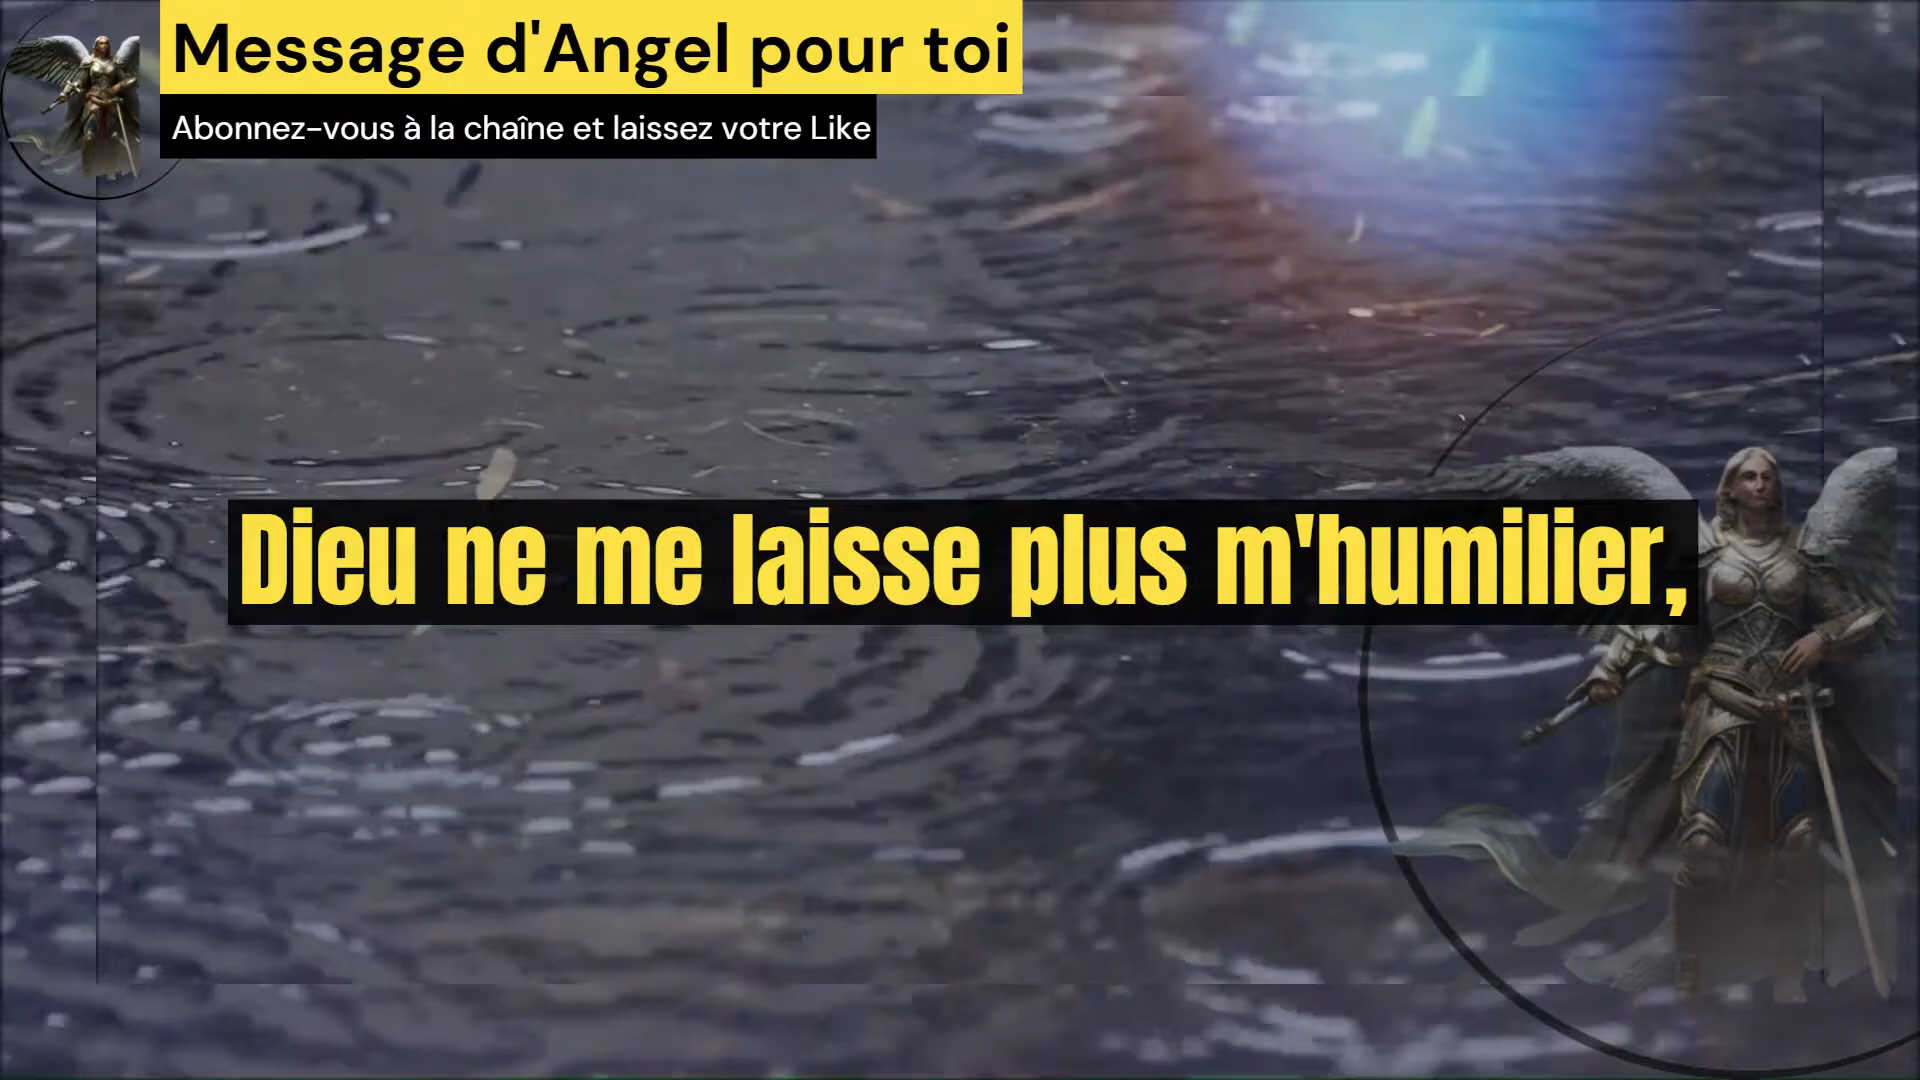 Message d'Angel pour toi
Abonnez-vous à la chaîne et laissez votre Like
Dieu ne me laisse plus m'humilier,